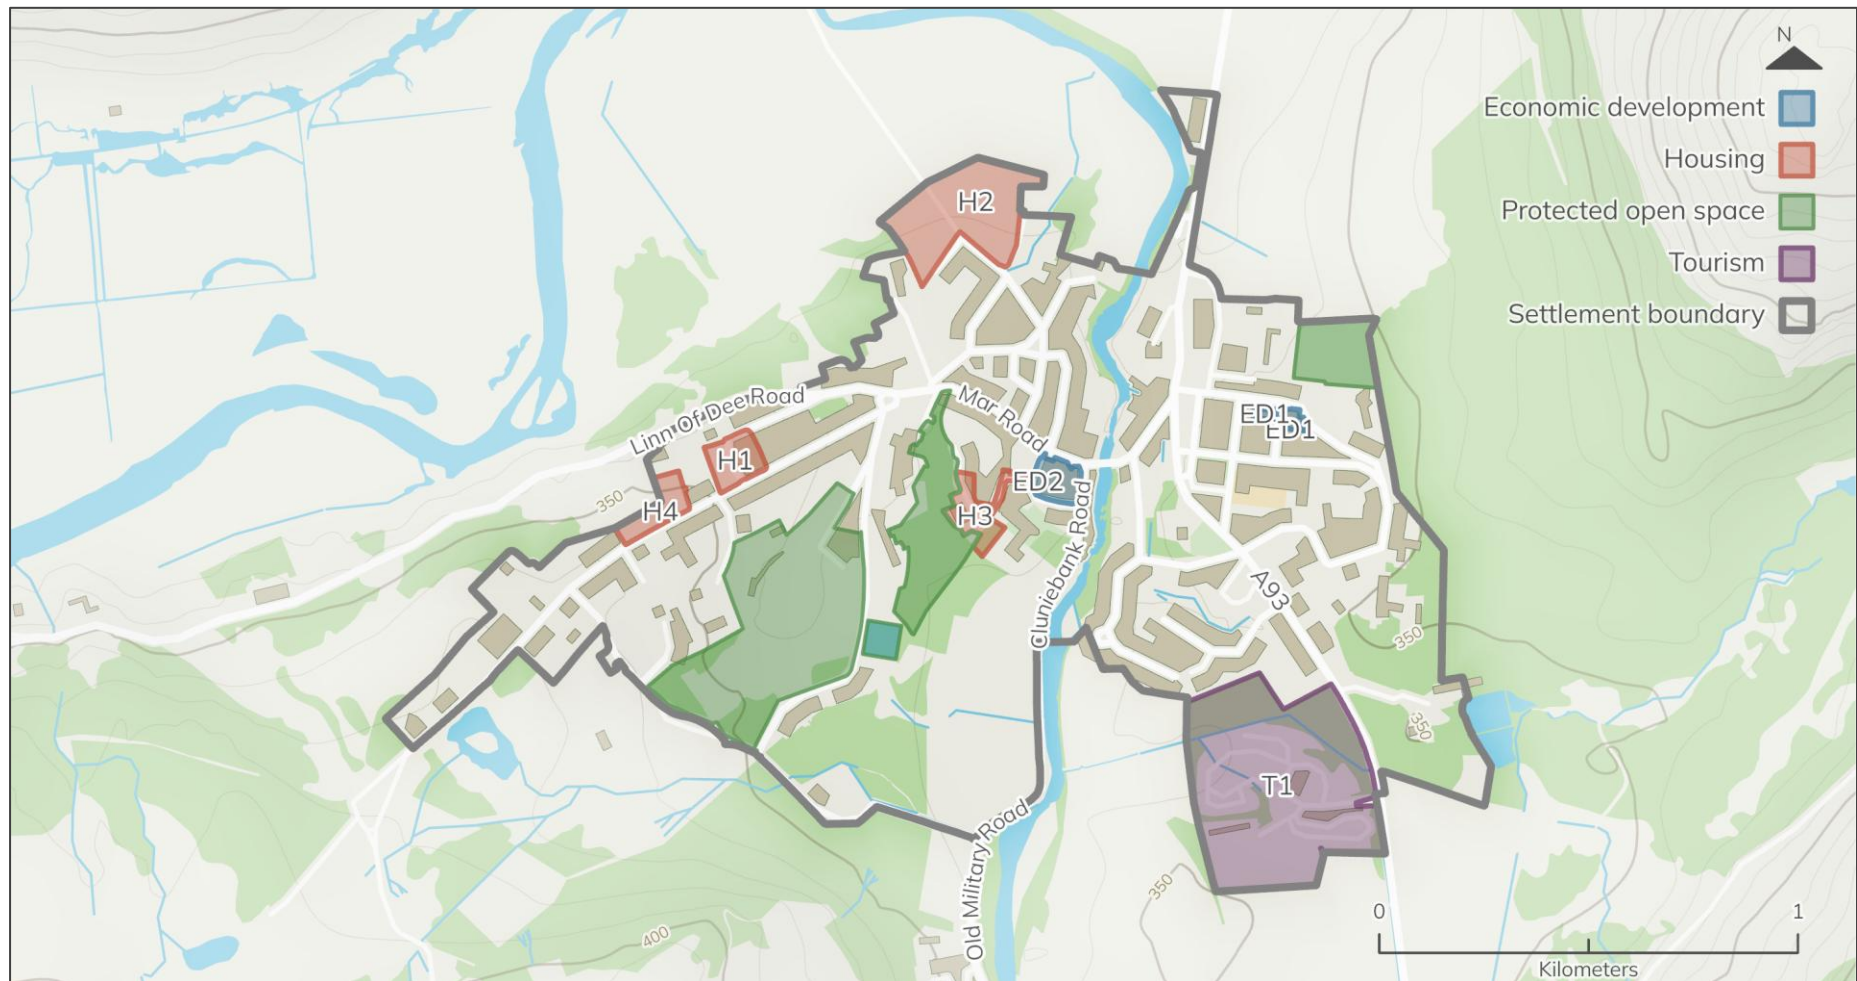 N
Economic development
Housing
Protected open space
Tourism
Settlement boundary
H2
Linn Of Dee Road
Mar Road
ED1
ED1
H1
ED2
H4
H3
350
Cluniebank Road
A93
350
350
T1
350
Old Military Road
400
0
1
Kilometers